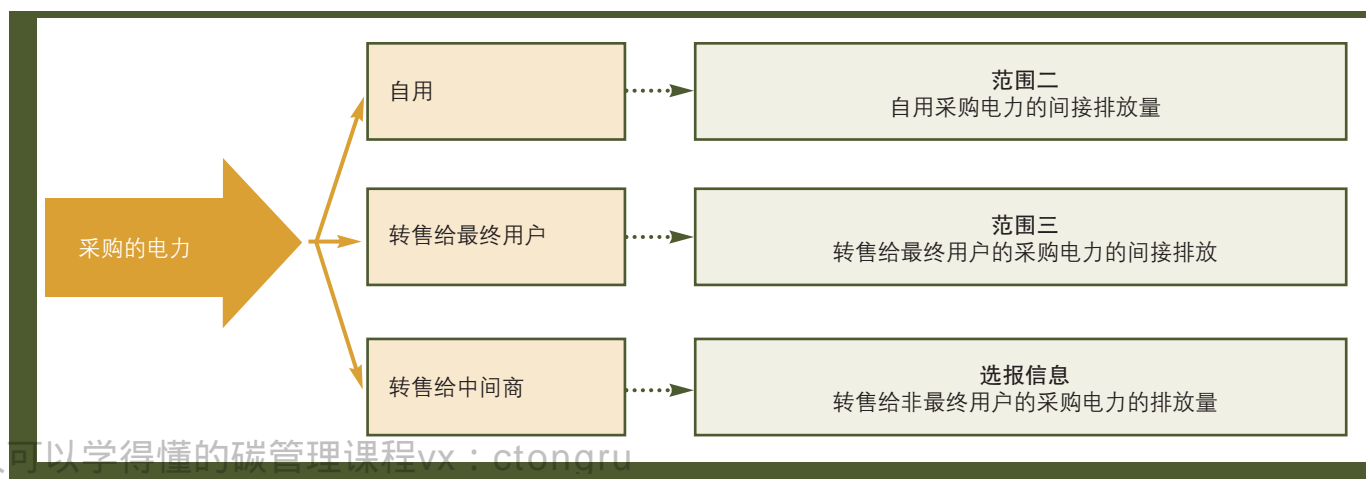 采购的电力
自用
范围二
自用采购电力的间接排放量
转售给最终用户
范围三
转售给最终用户的采购电力的间接排放
转售给中间商
选报信息
转售给非最终用户的采购电力的排放量
可以学得懂的碳管理课程vx：ctongru